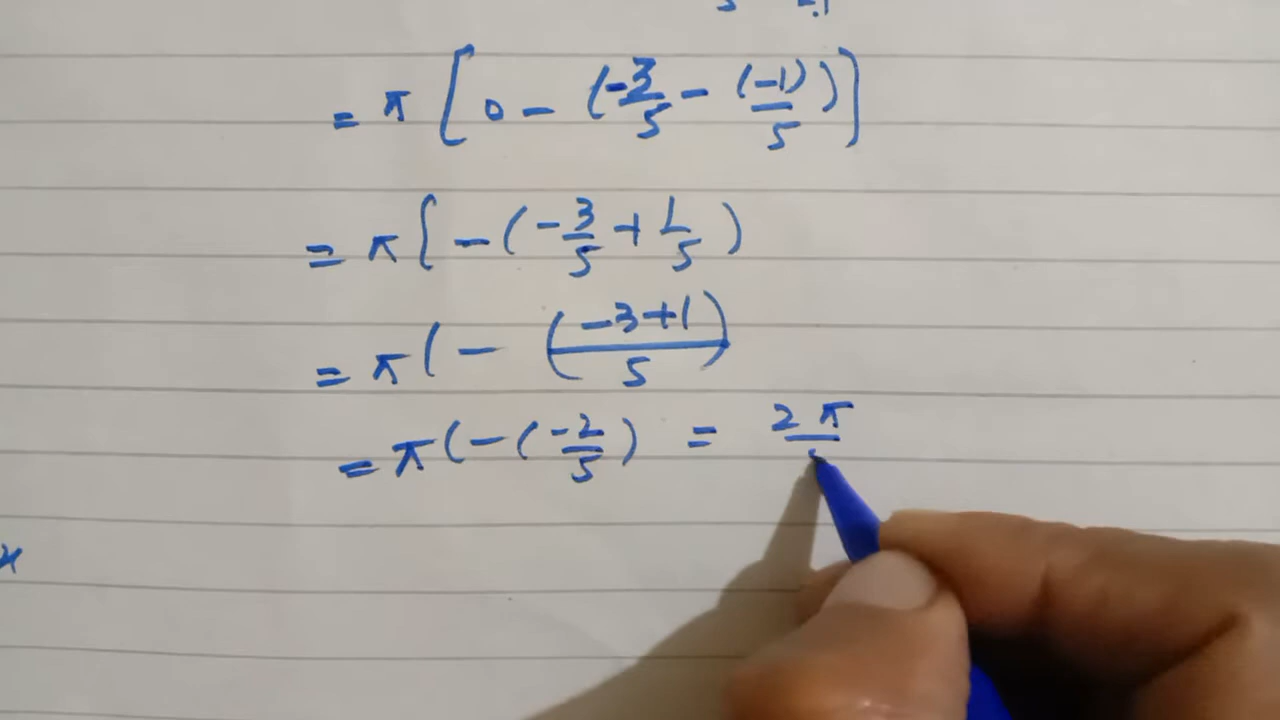 = π [ 0 - (-3/5 - (-1)/5) ]
= π [ - ( -3/5 + 1/5 )
= π ( - ( -3+1 / 5 )
= π ( - ( -2/5 ) = 2π/
x